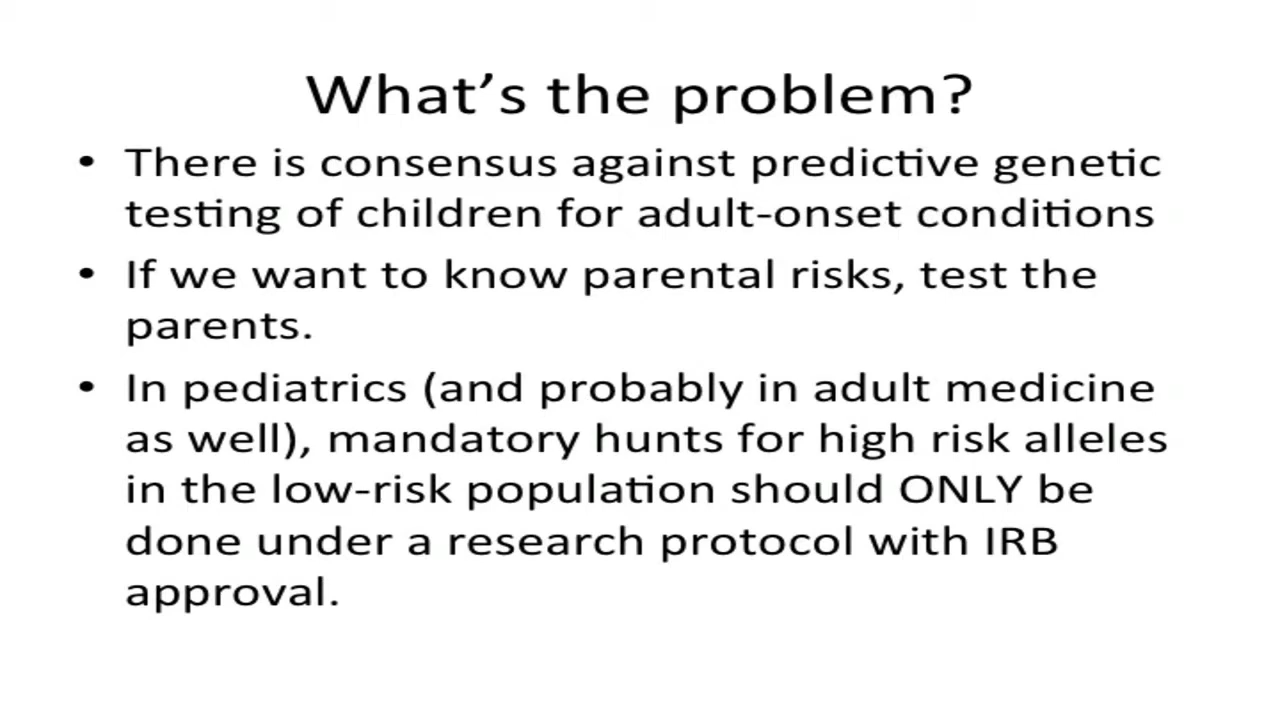 What's the problem?
• There is consensus against predictive genetic
testing of children for adult-onset conditions
• If we want to know parental risks, test the
parents.
• In pediatrics (and probably in adult medicine
as well), mandatory hunts for high risk alleles
in the low-risk population should ONLY be
done under a research protocol with IRB
approval.